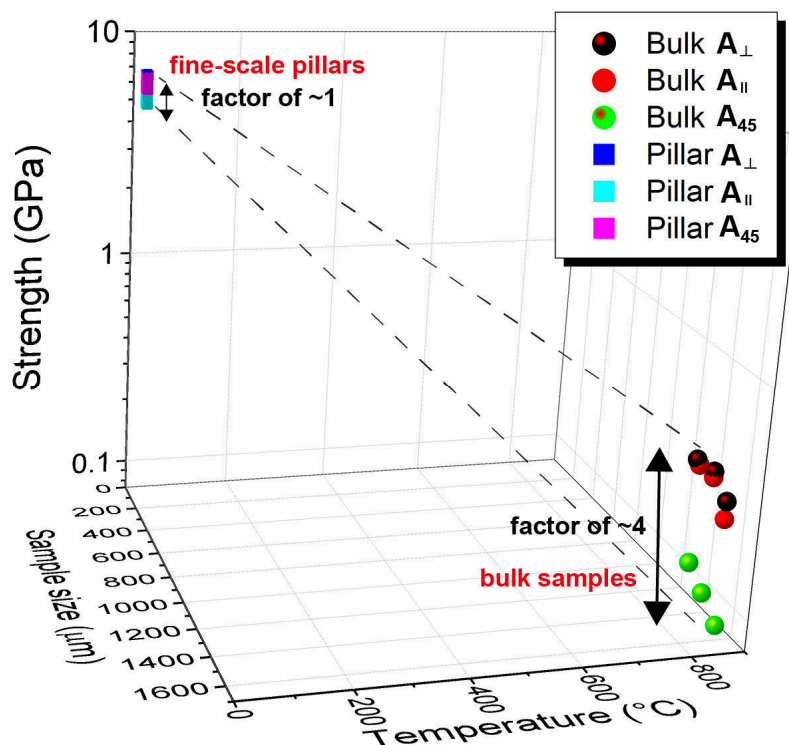 10
1
0.1
Strength (GPa)
fine-scale pillars
factor of ~1
Bulk A⊥
Bulk A॥
Bulk A₄₅
Pillar A⊥
Pillar A॥
Pillar A₄₅
factor of ~4
bulk samples
0
200
400
600
800
1000
1200
1400
1600
Sample size (μm)
0
200
400
600
800
Temperature (°C)